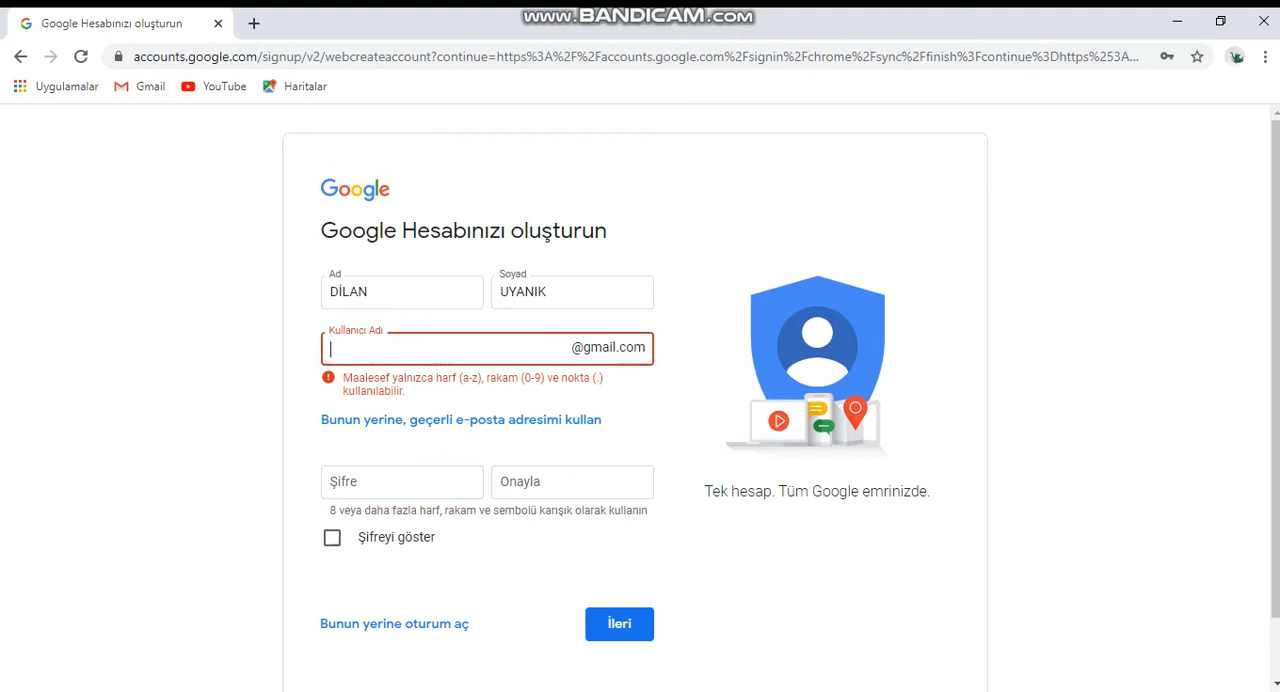 Google Hesabınızı oluşturun
www.BANDICAM.com
accounts.google.com/signup/v2/webcreateaccount?continue=https%3A%2F%2Faccounts.google.com%2Fsignin%2Fchrome%2Fsync%2Ffinish%3Fcontinue%3Dhttps%253A...
Uygulamalar Gmail YouTube Haritalar
Google
Google Hesabınızı oluşturun
Ad Soyad
DİLAN UYANIK
Kullanıcı Adı
@gmail.com
Maalesef yalnızca harf (a-z), rakam (0-9) ve nokta (.)
kullanılabilir.
Bunun yerine, geçerli e-posta adresimi kullan
Şifre Onayla
8 veya daha fazla harf, rakam ve sembolü karışık olarak kullanın
Şifreyi göster
Bunun yerine oturum aç İleri
Tek hesap. Tüm Google emrinizde.